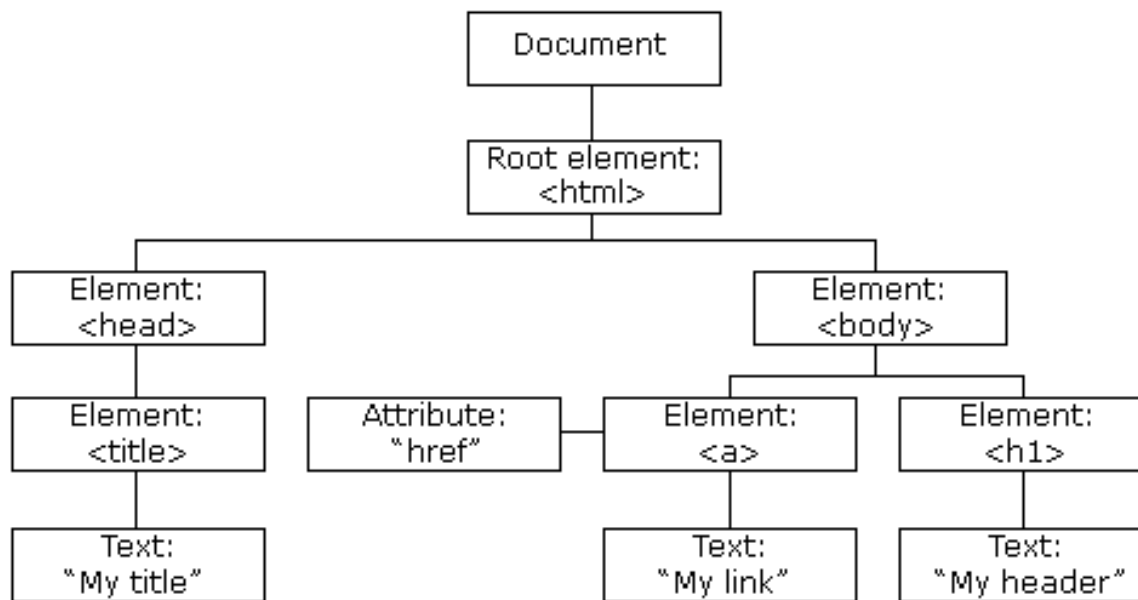 Document
Root element:
<html>
Element:
<head>
Element:
<body>
Element:
<title>
Attribute:
“href”
Element:
<a>
Element:
<h1>
Text:
“My title”
Text:
“My link”
Text:
“My header”